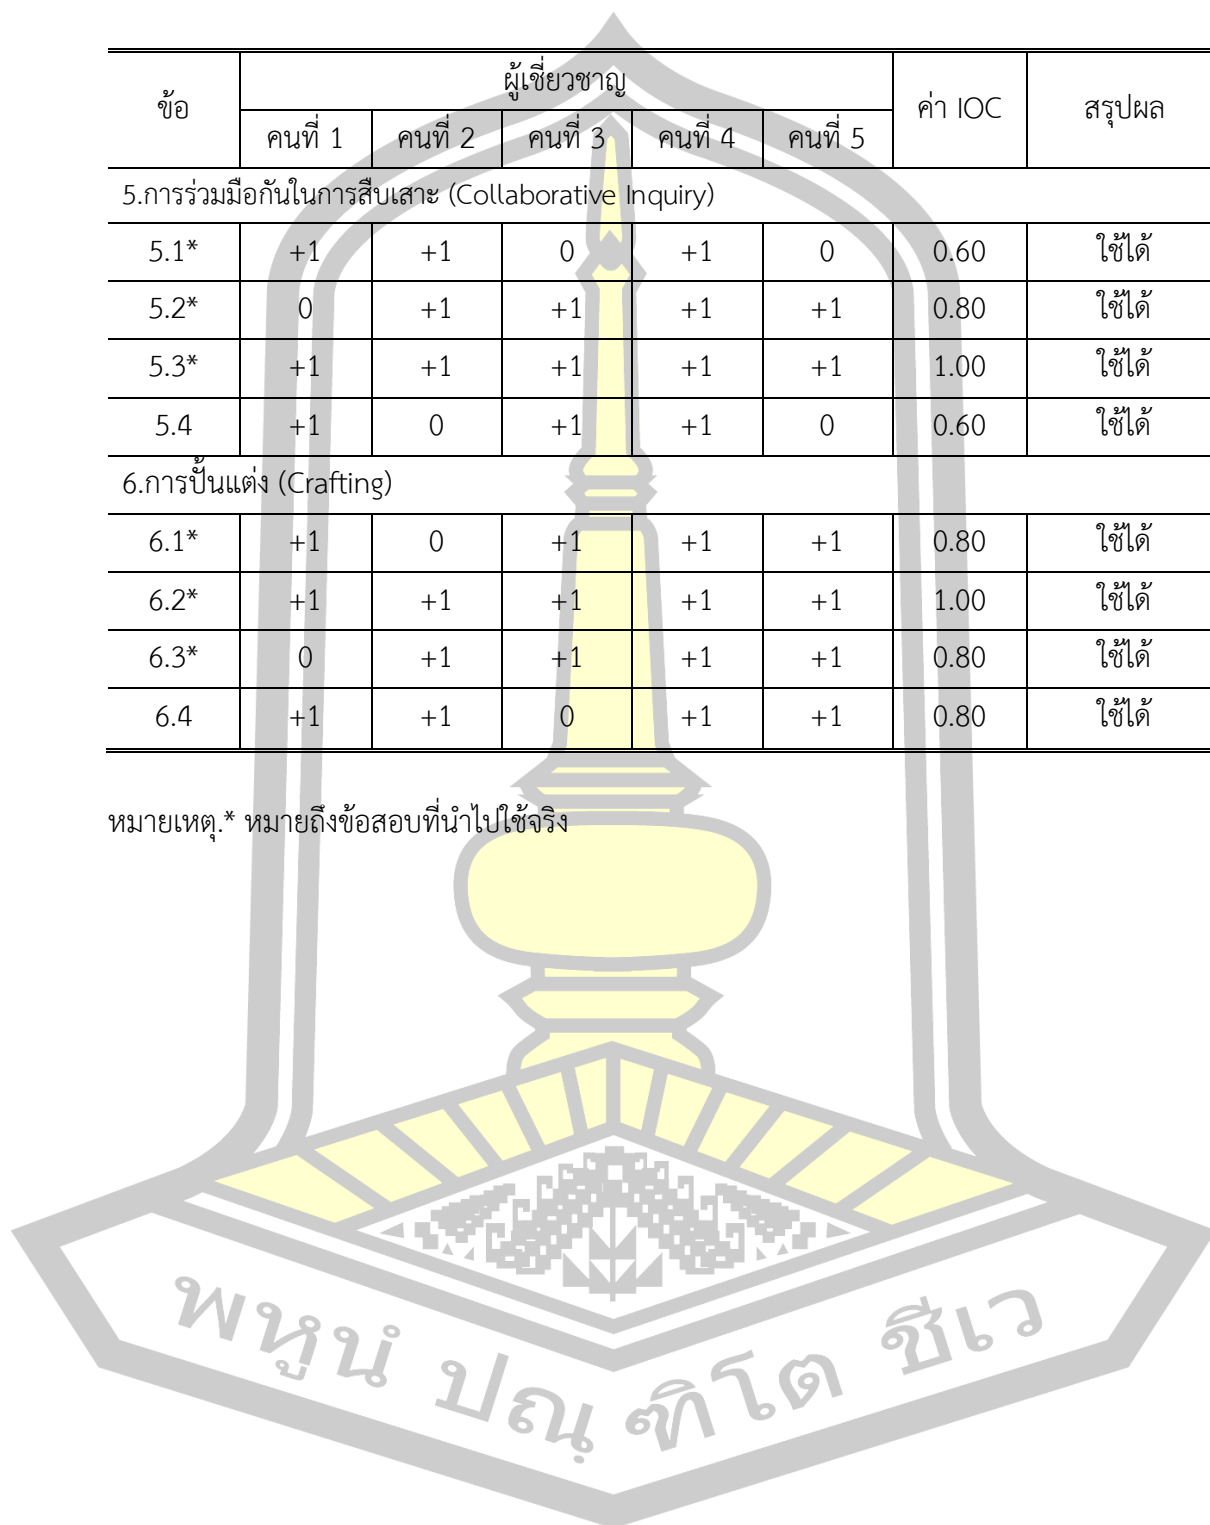 ข้อ ผู้เชี่ยวชาญ ค่า IOC สรุปผล
คนที่ 1 คนที่ 2 คนที่ 3 คนที่ 4 คนที่ 5
5.การร่วมมือกันในการสืบเสาะ (Collaborative Inquiry)
5.1* +1 +1 0 +1 0 0.60 ใช้ได้
5.2* 0 +1 +1 +1 +1 0.80 ใช้ได้
5.3* +1 +1 +1 +1 +1 1.00 ใช้ได้
5.4 +1 0 +1 +1 0 0.60 ใช้ได้
6.การปั้นแต่ง (Crafting)
6.1* +1 0 +1 +1 +1 0.80 ใช้ได้
6.2* +1 +1 +1 +1 +1 1.00 ใช้ได้
6.3* 0 +1 +1 +1 +1 0.80 ใช้ได้
6.4 +1 +1 0 +1 +1 0.80 ใช้ได้
หมายเหตุ.* หมายถึงข้อสอบที่นำไปใช้จริง
พหูนํ ปณฺฑิโต ชีเว